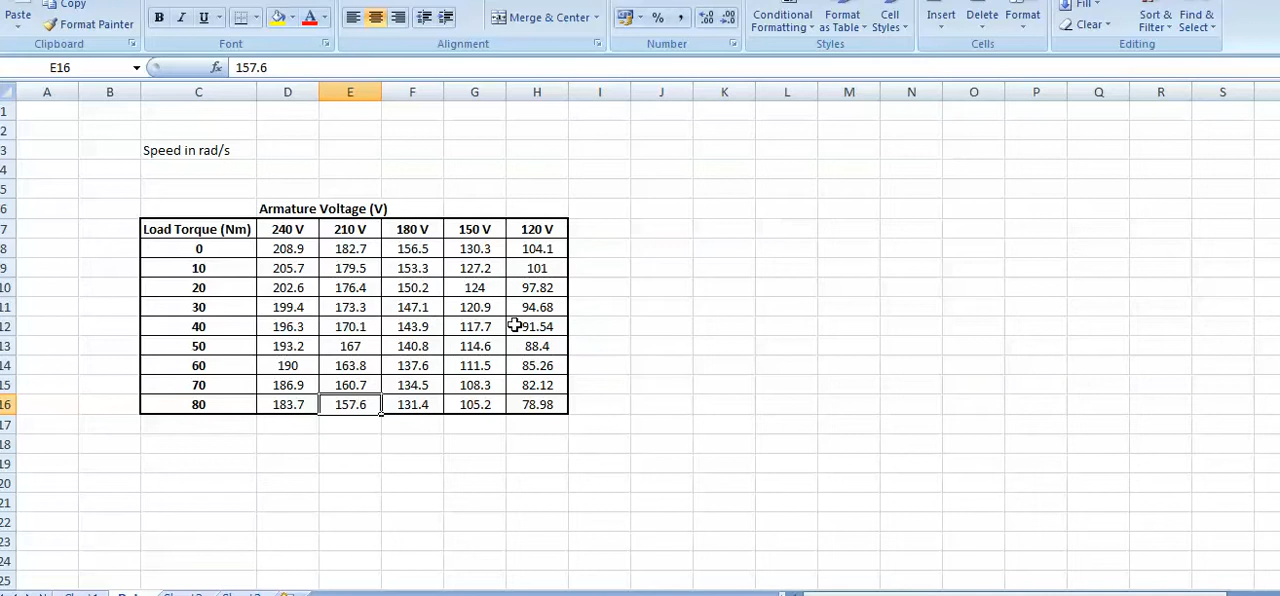 Paste Copy Format Painter B I U A Merge & Center % , Conditional Formatting Format as Table Cell Styles Insert Delete Format Fill Clear Sort & Filter Find & Select
Clipboard Font Alignment Number Styles Cells Editing
E16 fx 157.6
A B C D E F G H I J K L M N O P Q R S
1
2
3 Speed in rad/s
4
5
6 Armature Voltage (V)
7 Load Torque (Nm) 240 V 210 V 180 V 150 V 120 V
8 0 208.9 182.7 156.5 130.3 104.1
9 10 205.7 179.5 153.3 127.2 101
10 20 202.6 176.4 150.2 124 97.82
11 30 199.4 173.3 147.1 120.9 94.68
12 40 196.3 170.1 143.9 117.7 91.54
13 50 193.2 167 140.8 114.6 88.4
14 60 190 163.8 137.6 111.5 85.26
15 70 186.9 160.7 134.5 108.3 82.12
16 80 183.7 157.6 131.4 105.2 78.98
17
18
19
20
21
22
23
24
25